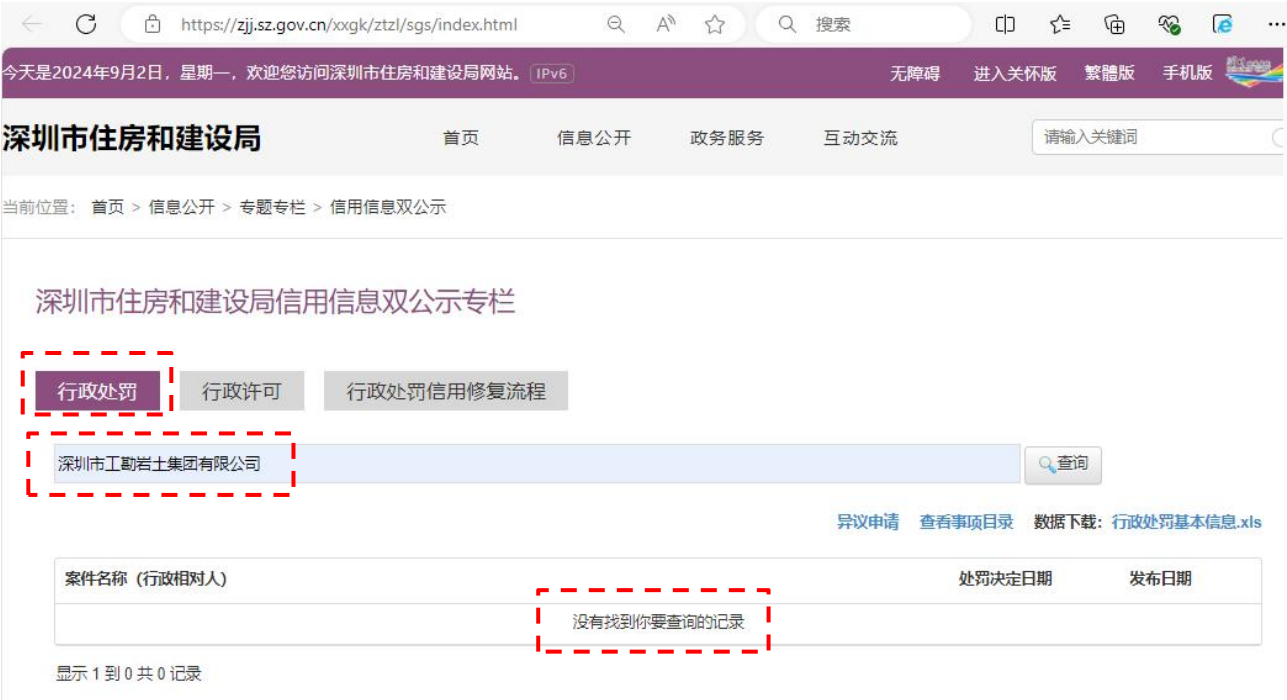 https://zjj.sz.gov.cn/xxgk/ztzl/sgs/index.html 搜索
今天是2024年9月2日，星期一，欢迎您访问深圳市住房和建设局网站。 IPv6 无障碍 进入关怀版 繁體版 手机版
深圳市住房和建设局 首页 信息公开 政务服务 互动交流 请输入关键词
当前位置： 首页 > 信息公开 > 专题专栏 > 信用信息双公示
深圳市住房和建设局信用信息双公示专栏
行政处罚 行政许可 行政处罚信用修复流程
深圳市工勘岩土集团有限公司 查询
异议申请 查看事项目录 数据下载：行政处罚基本信息.xls
案件名称（行政相对人） 处罚决定日期 发布日期
没有找到你要查询的记录
显示 1 到 0 共 0 记录